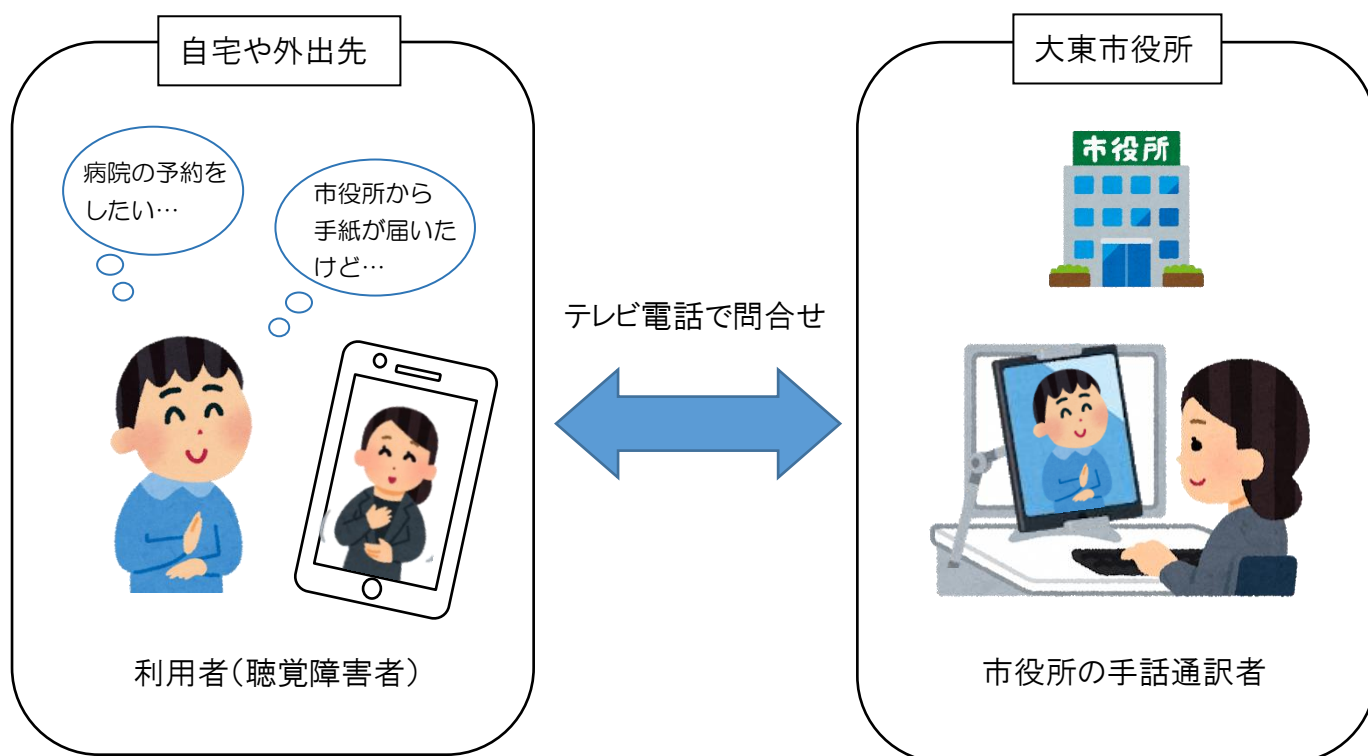 自宅や外出先
病院の予約を
したい…
市役所から
手紙が届いた
けど…
利用者（聴覚障害者）
テレビ電話で問合せ
大東市役所
市役所
市役所の手話通訳者